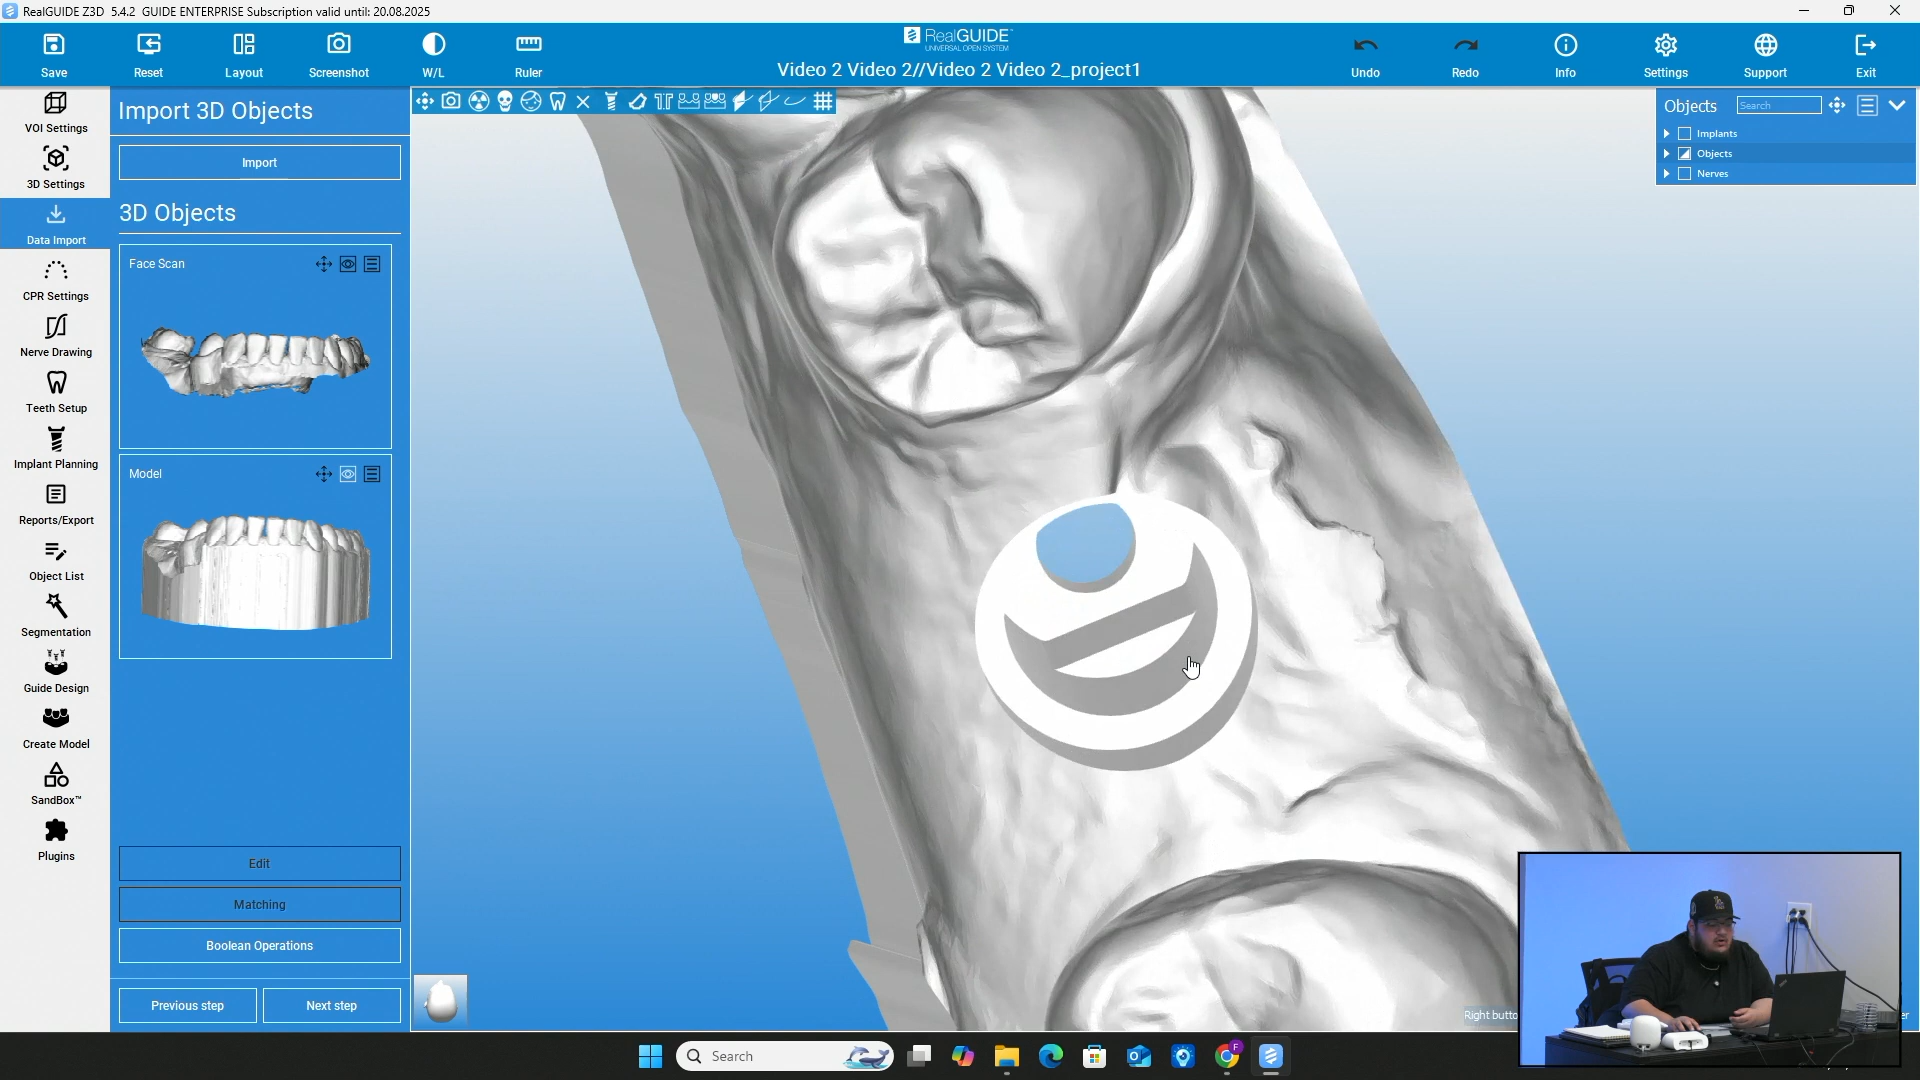 RealGUIDE Z3D 5.4.2 GUIDE ENTERPRISE Subscription valid until: 20.08.2025
Save
Reset
Layout
Screenshot
W/L
Ruler
RealGUIDE
UNIVERSAL OPEN SYSTEM
Video 2 Video 2//Video 2 Video 2_project1
Undo
Redo
Info
Settings
Support
Exit
VOI Settings
3D Settings
Data Import
CPR Settings
Nerve Drawing
Teeth Setup
Implant Planning
Reports/Export
Object List
Segmentation
Guide Design
Create Model
SandBox™
Plugins
Import 3D Objects
Import
3D Objects
Face Scan
Model
Edit
Matching
Boolean Operations
Previous step
Next step
Objects
Search
Implants
Objects
Nerves
Right butto
er
Search
F